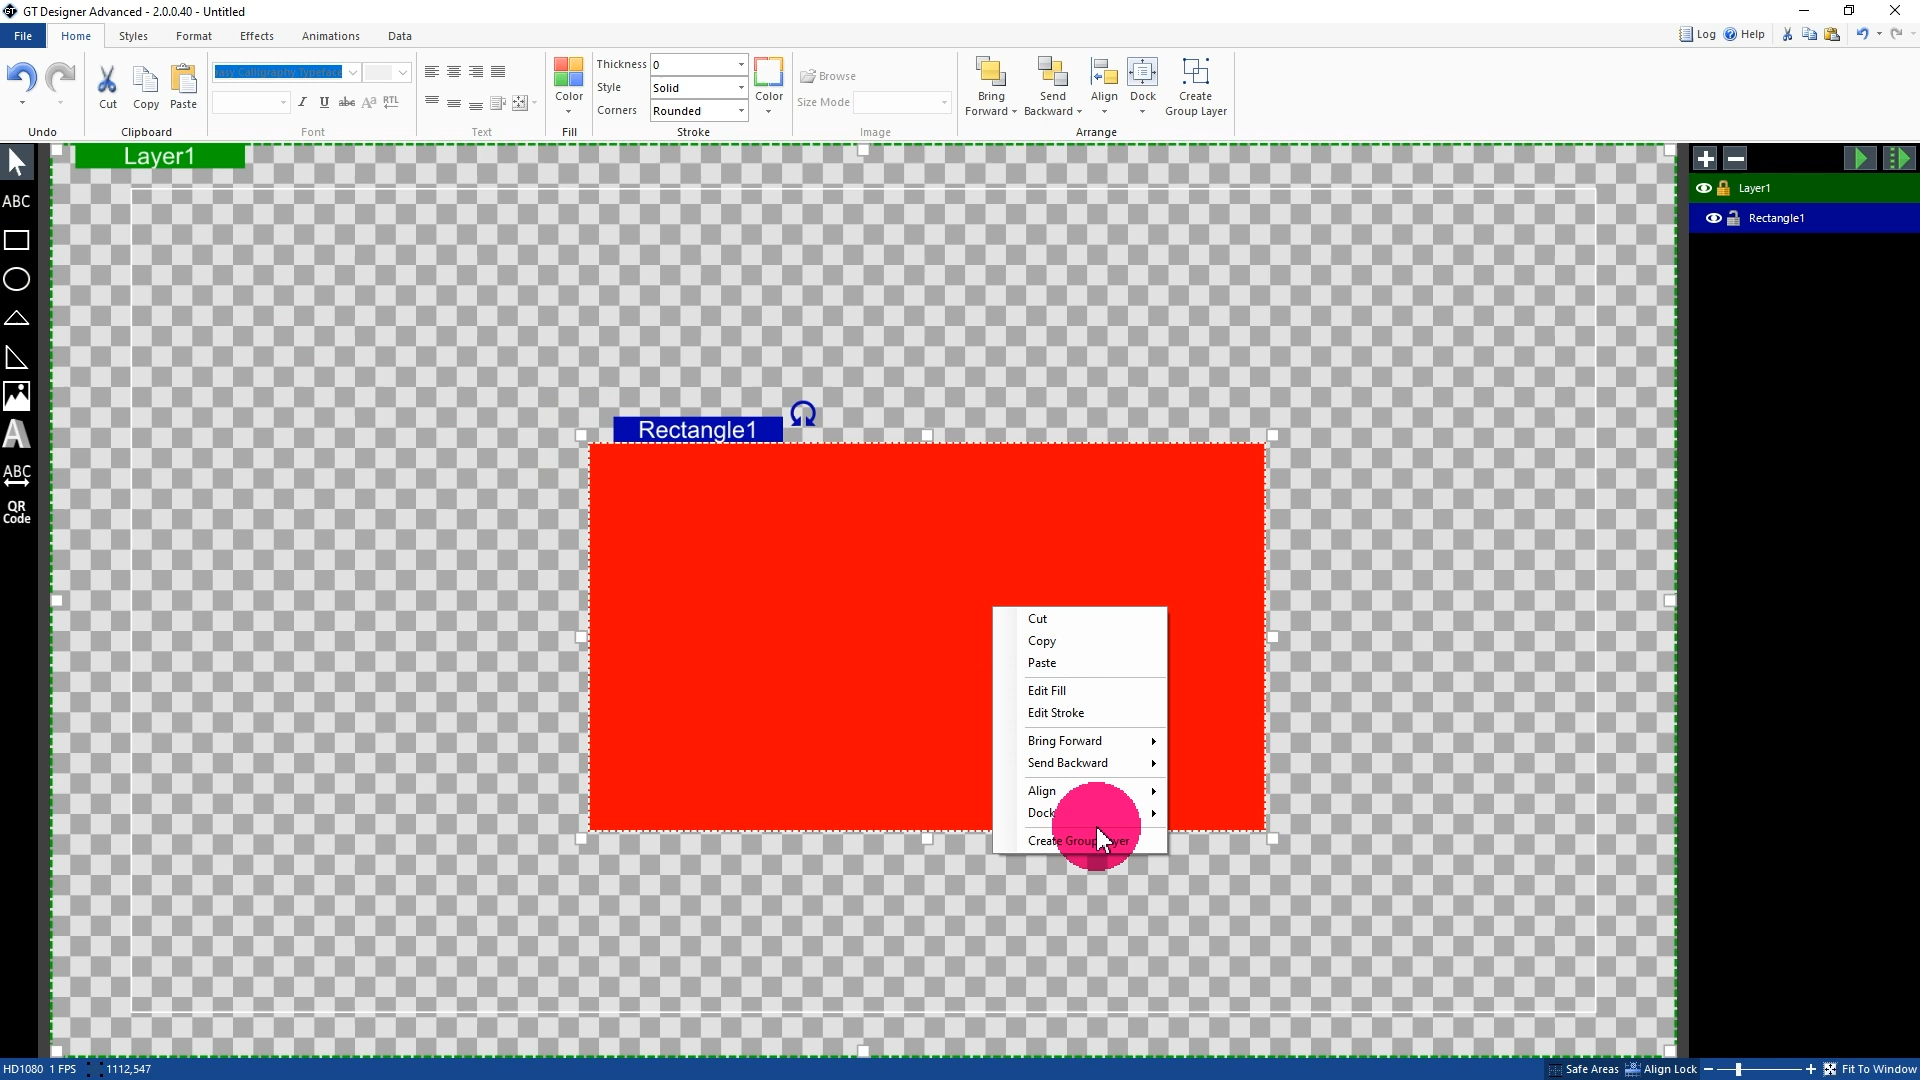 GT Designer Advanced - 2.0.0.40 - Untitled
File Home Styles Format Effects Animations Data Log Help
Cut Copy Paste
Thickness 0
Style Solid
Corners Rounded
abc Aa RTL
Color Color
Browse
Size Mode
Bring Forward
Send Backward
Align
Dock
Create Group Layer
Undo Clipboard Font Text Fill Stroke Image Arrange
Layer1
ABC
A
ABC
QR
Code
Rectangle1
Cut
Copy
Paste
Edit Fill
Edit Stroke
Bring Forward
Send Backward
Align
Dock
Create
Layer1
Rectangle1
HD1080 1 FPS 1112,547 Safe Areas Align Lock Fit To Window